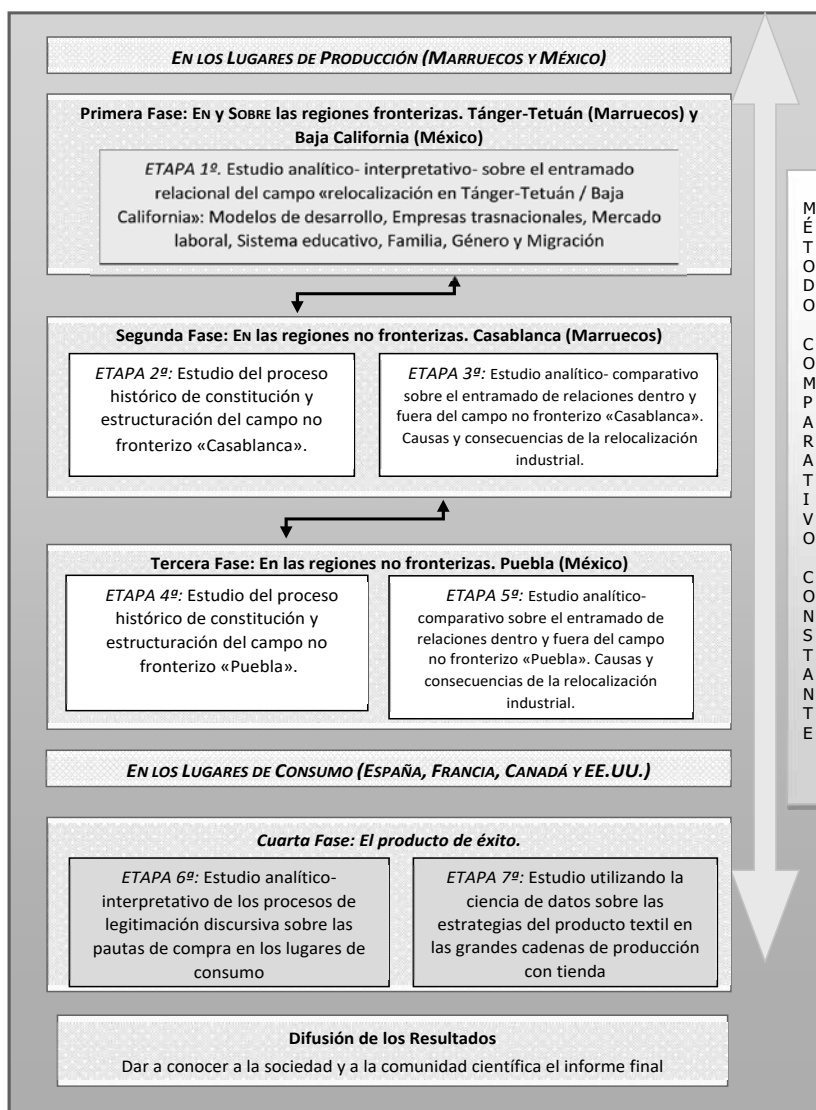 EN LOS LUGARES DE PRODUCCIÓN (MARRUECOS Y MÉXICO)
Primera Fase: EN y SOBRE las regiones fronterizas. Tánger-Tetuán (Marruecos) y
Baja California (México)
ETAPA 1º. Estudio analítico- interpretativo- sobre el entramado
relacional del campo «relocalización en Tánger-Tetuán / Baja
California»: Modelos de desarrollo, Empresas trasnacionales, Mercado
laboral, Sistema educativo, Familia, Género y Migración
Segunda Fase: EN las regiones no fronterizas. Casablanca (Marruecos)
ETAPA 2ª: Estudio del proceso
histórico de constitución y
estructuración del campo no
fronterizo «Casablanca».
ETAPA 3ª: Estudio analítico- comparativo
sobre el entramado de relaciones dentro y
fuera del campo no fronterizo «Casablanca».
Causas y consecuencias de la relocalización
industrial.
Tercera Fase: En las regiones no fronterizas. Puebla (México)
ETAPA 4ª: Estudio del proceso
histórico de constitución y
estructuración del campo no
fronterizo «Puebla».
ETAPA 5ª: Estudio analítico-
comparativo sobre el entramado de
relaciones dentro y fuera del campo
no fronterizo «Puebla». Causas y
consecuencias de la relocalización
industrial.
EN LOS LUGARES DE CONSUMO (ESPAÑA, FRANCIA, CANADÁ Y EE.UU.)
Cuarta Fase: El producto de éxito.
ETAPA 6ª: Estudio analítico-
interpretativo de los procesos de
legitimación discursiva sobre las
pautas de compra en los lugares de
consumo
ETAPA 7ª: Estudio utilizando la
ciencia de datos sobre las
estrategias del producto textil en
las grandes cadenas de producción
con tienda
Difusión de los Resultados
Dar a conocer a la sociedad y a la comunidad científica el informe final
MÉTODO COMPARATIVO CONSTANTE